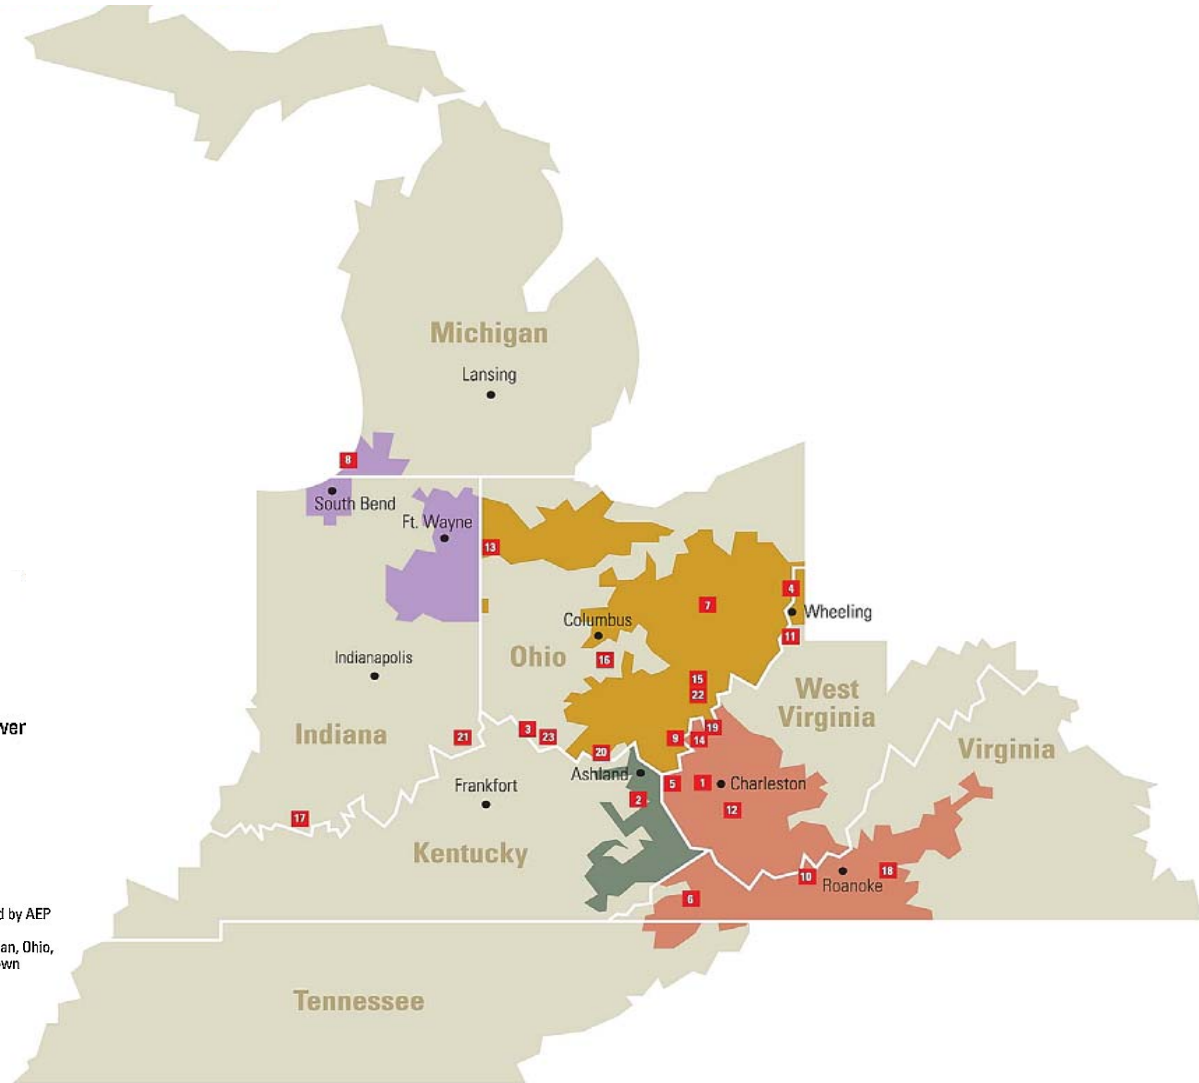 Michigan
Lansing
8
South Bend
Ft. Wayne
13
4
7
Wheeling
Columbus
11
Ohio
16
Indianapolis
15
West
22
Virginia
ver
Indiana
21
3
23
9
19
14
Virginia
20
Ashland
Frankfort
5
1
Charleston
2
12
17
Kentucky
10
18
Roanoke
6
d by AEP
an, Ohio,
own
Tennessee